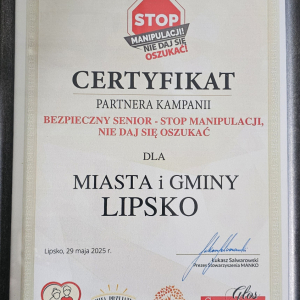 STOP
MANIPULACJI!
NIE DAJ SIĘ
OSZUKAĆ!
CERTYFIKAT
PARTNERA KAMPANII
BEZPIECZNY SENIOR - STOP MANIPULACJI,
NIE DAJ SIĘ OSZUKAĆ
DLA
MIASTA i GMINY
LIPSKO
Lipsko, 29 maja 2025 r.
Łukasz Salwarowski
Prezes Stowarzyszenia MANKO
Głos